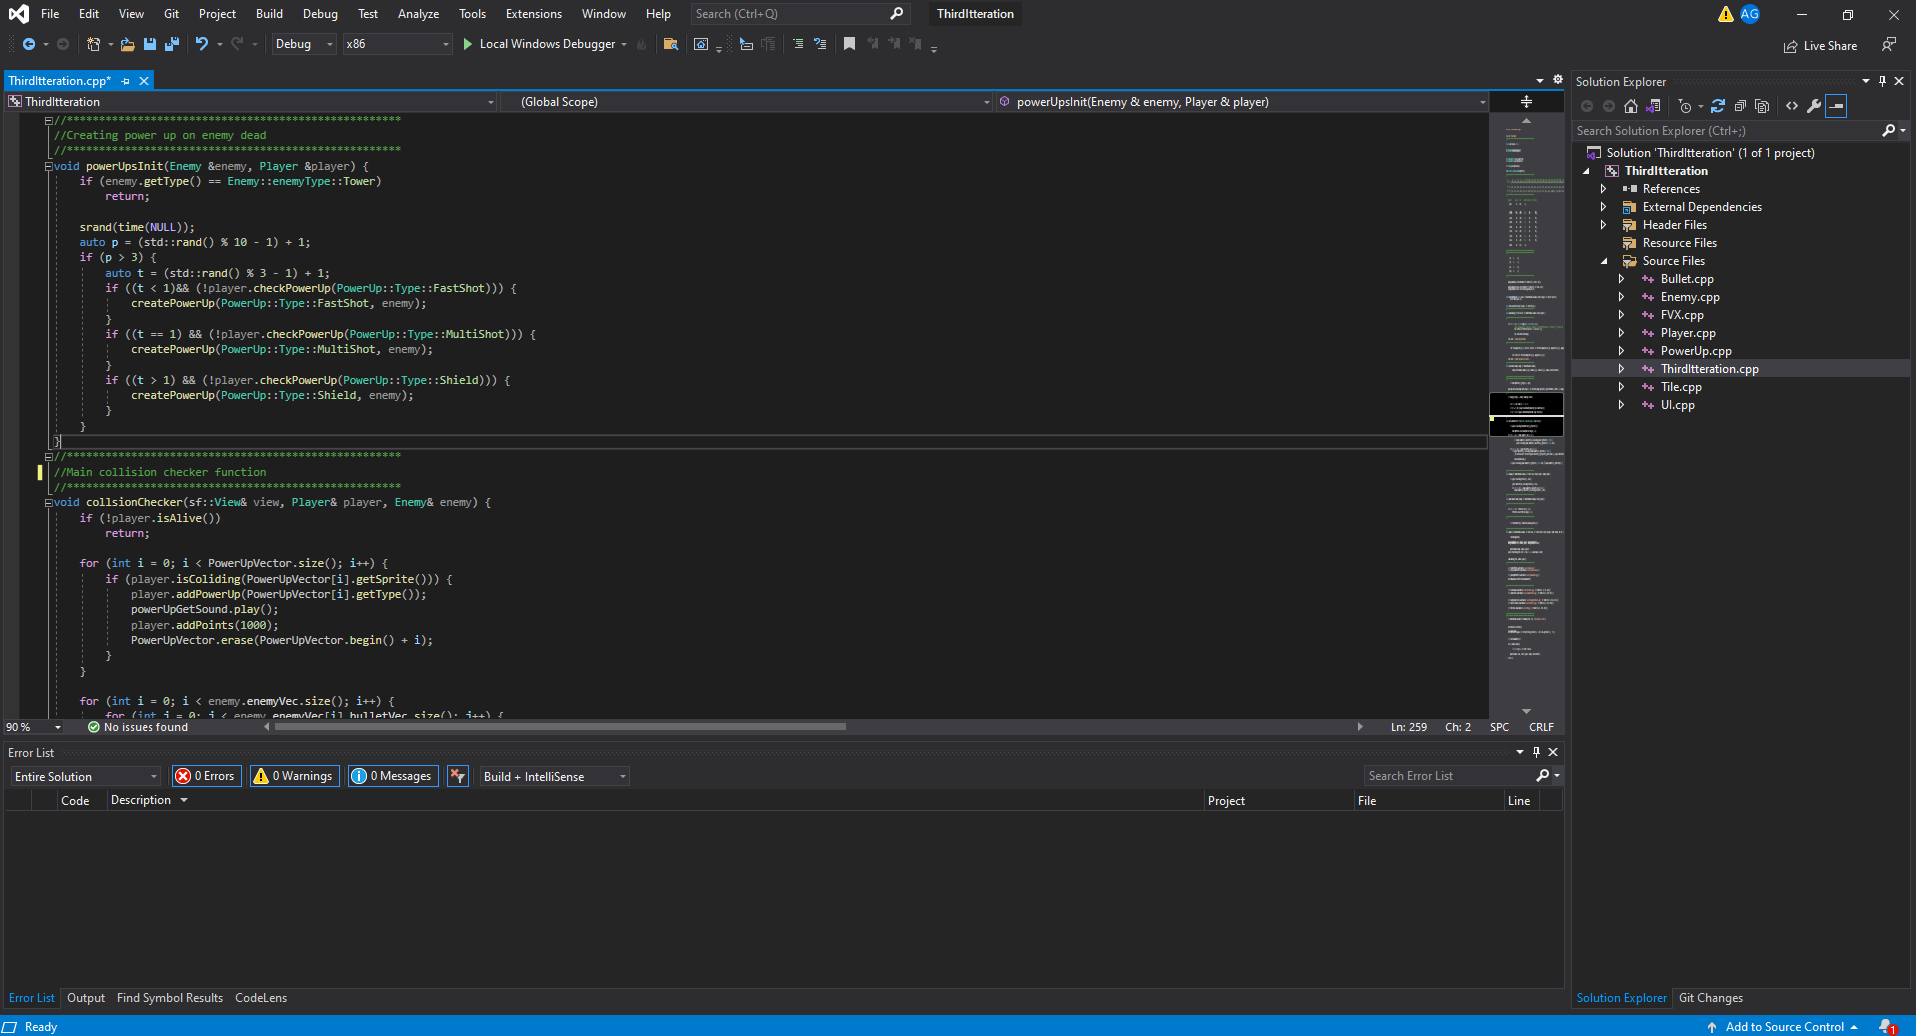 File Edit View Git Project Build Debug Test Analyze Tools Extensions Window Help Search (Ctrl+Q) ThirdItteration AG
Debug x86 Local Windows Debugger Live Share
ThirdItteration.cpp*
ThirdItteration (Global Scope) powerUpsInit(Enemy & enemy, Player & player)
//****************************************************
//Creating power up on enemy dead
//****************************************************
void powerUpsInit(Enemy &enemy, Player &player) {
if (enemy.getType() == Enemy::enemyType::Tower)
return;
srand(time(NULL));
auto p = (std::rand() % 10 - 1) + 1;
if (p > 3) {
auto t = (std::rand() % 3 - 1) + 1;
if ((t < 1)&& (!player.checkPowerUp(PowerUp::Type::FastShot))) {
createPowerUp(PowerUp::Type::FastShot, enemy);
}
if ((t == 1) && (!player.checkPowerUp(PowerUp::Type::MultiShot))) {
createPowerUp(PowerUp::Type::MultiShot, enemy);
}
if ((t > 1) && (!player.checkPowerUp(PowerUp::Type::Shield))) {
createPowerUp(PowerUp::Type::Shield, enemy);
}
}
}
//****************************************************
//Main collision checker function
//****************************************************
void collsionChecker(sf::View& view, Player& player, Enemy& enemy) {
if (!player.isAlive())
return;
for (int i = 0; i < PowerUpVector.size(); i++) {
if (player.isColiding(PowerUpVector[i].getSprite())) {
player.addPowerUp(PowerUpVector[i].getType());
powerUpGetSound.play();
player.addPoints(1000);
PowerUpVector.erase(PowerUpVector.begin() + i);
}
}
for (int i = 0; i < enemy.enemyVec.size(); i++) {
for (int j = 0; j < enemy.enemyVec[i].bulletVec.size(); j++) {
90 % No issues found Ln: 259 Ch: 2 SPC CRLF
Error List
Entire Solution 0 Errors 0 Warnings 0 Messages Build + IntelliSense Search Error List
Code Description Project File Line
Error List Output Find Symbol Results CodeLens
Solution Explorer
Search Solution Explorer (Ctrl+;)
Solution 'ThirdItteration' (1 of 1 project)
ThirdItteration
References
External Dependencies
Header Files
Resource Files
Source Files
Bullet.cpp
Enemy.cpp
FVX.cpp
Player.cpp
PowerUp.cpp
ThirdItteration.cpp
Tile.cpp
UI.cpp
Solution Explorer Git Changes
Ready Add to Source Control 1